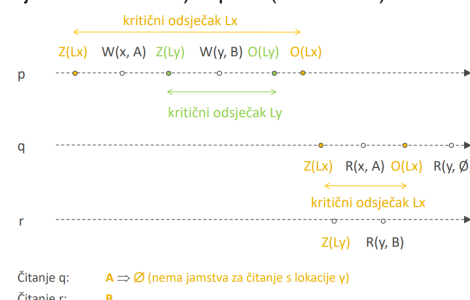 kritični odsječak Lx
Z(Lx) W(x, A) Z(Ly) W(y, B) O(Ly) O(Lx)
p
kritični odsječak Ly
q
Z(Lx) R(x, A) O(Lx) R(y, Ø
kritični odsječak Lx
r
Z(Ly) R(y, B)
Čitanje q: A ⇒ Ø (nema jamstva za čitanje s lokacije y)
Čitanje r: B